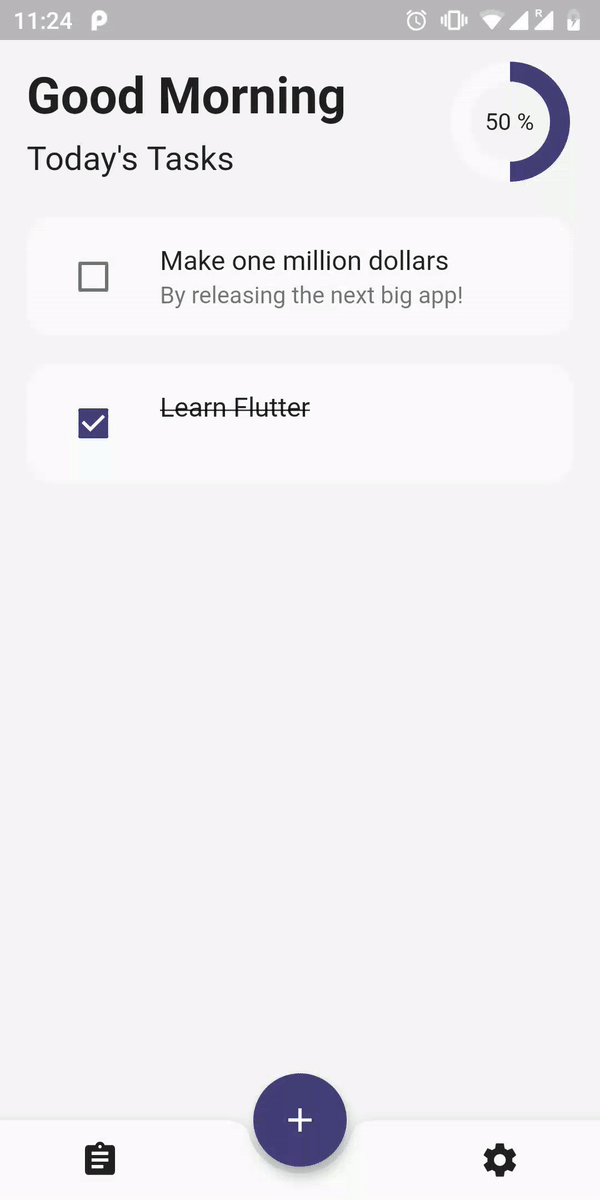 11:24
R
Good Morning
50 %
Today's Tasks
Make one million dollars
By releasing the next big app!
Learn Flutter